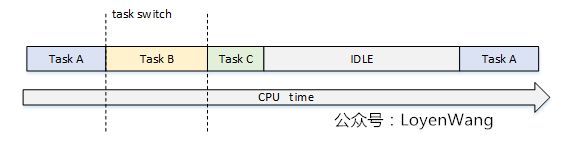 task switch
Task A Task B Task C IDLE Task A
CPU time
公众号：LoyenWang